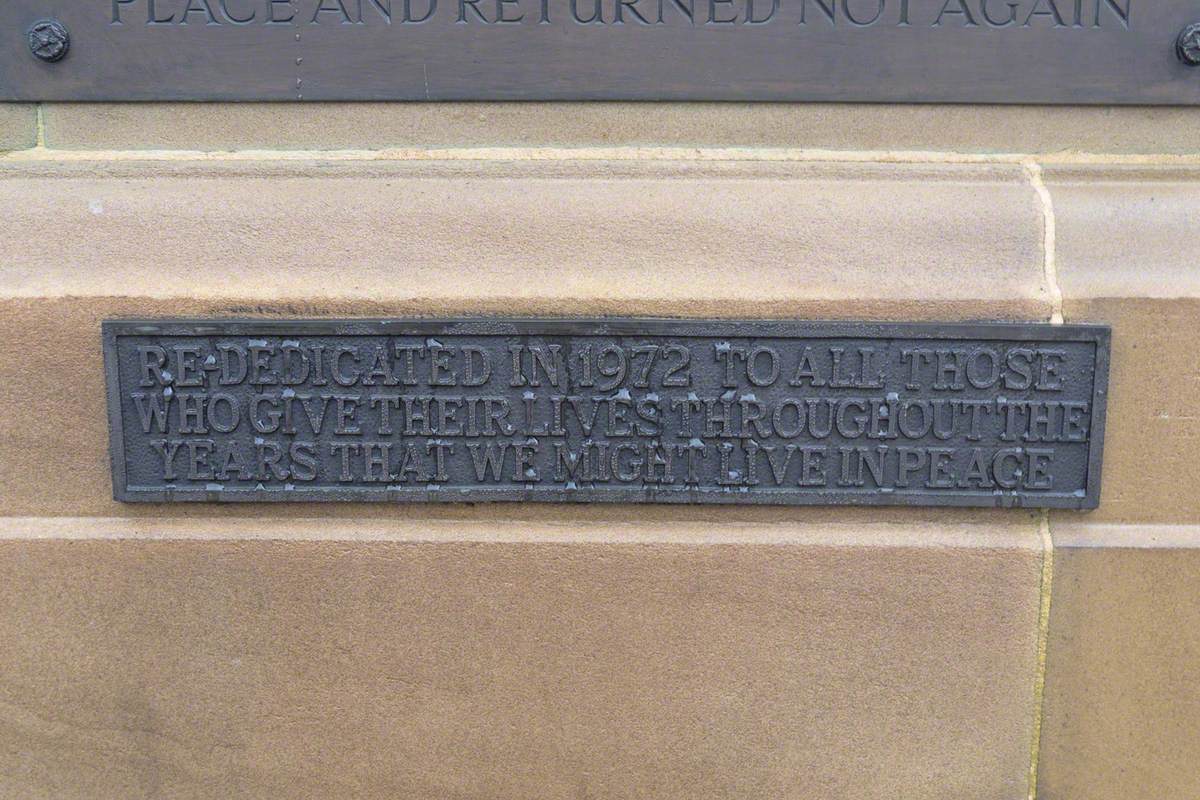 PLACE AND RETURNED NOT AGAIN
RE-DEDICATED IN 1972 TO ALL THOSE
WHO GIVE THEIR LIVES THROUGHOUT THE
YEARS THAT WE MIGHT LIVE IN PEACE